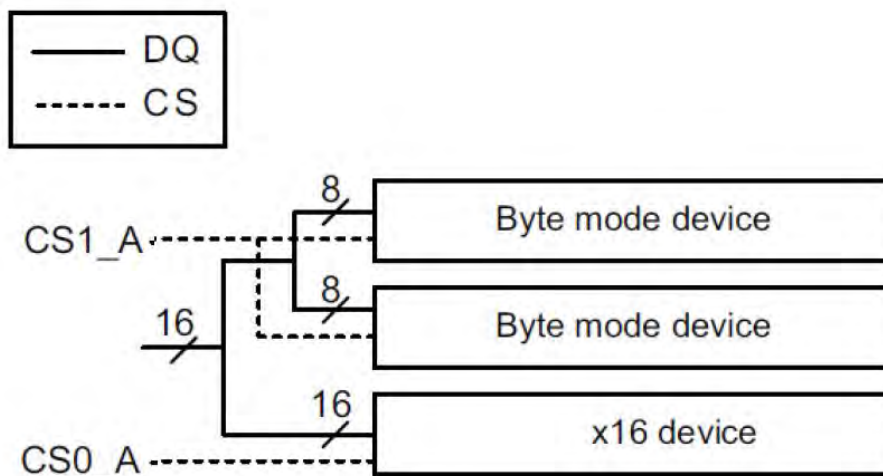 DQ
CS
8
Byte mode device
CS1_A
8
Byte mode device
16
16
x16 device
CS0_A